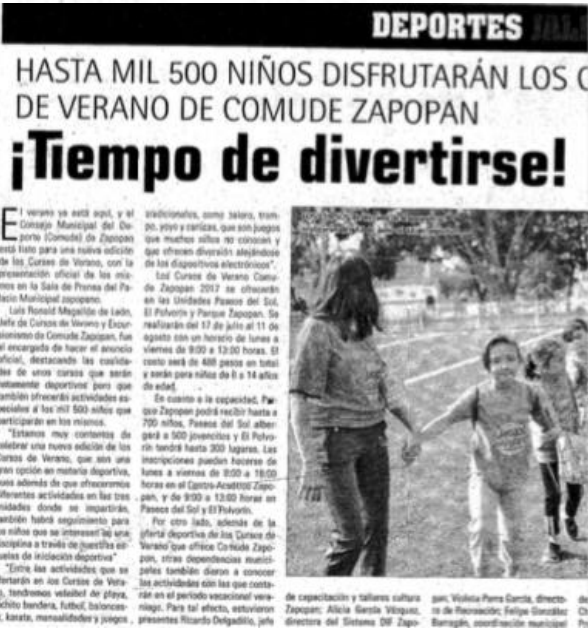 DEPORTES
HASTA MIL 500 NIÑOS DISFRUTARÁN LOS
DE VERANO DE COMUDE ZAPOPAN
¡Tiempo de divertirse!
El verano ya está aquí, y el
Consejo Municipal del De-
porte (Comude) de Zapopan
está listo para una nueva edición
de los Cursos de Verano, con la
presentación oficial de los mis-
mos en la Sala de Prensa del Pa-
lacio Municipal zapopano.
Luis Ronald Magailón de León,
Jefe de Cursos de Verano y Excur-
sionismo de Comude Zapopan, fue
el encargado de hacer el anuncio
oficial, destacando las
de unos cursos que serán
netamente deportivos pero que
también ofrecerán actividades es-
peciales a los mil 500 niños que
participarán en los mismos.
"Estamos muy contentos de
celebrar una nueva edición de los
Cursos de Verano, que son una
gran opción en materia deportiva,
pues además de que ofreceremos
diferentes actividades en las tres
unidades donde se impartirán,
también habrá seguimiento para
los niños que se interesen en una
disciplina a través de nuestras es-
cuelas de iniciación deportiva"
"Entre las actividades que se
ofertarán en los Cursos de Vera-
no, tendremos voleibol de playa,
tochito bandera, futbol, balonces-
to, karate, manualidades y juegos
tradicionales, como balero, trom-
po, yoyo y canicas, que son juegos
que muchos niños no conocen y
que ofrecen diversión alejándose
de los dispositivos electrónicos".
Los Cursos de Verano Comu-
de Zapopan 2017 se ofrecerán
en las Unidades Paseos del Sol,
El Polvorín y Parque Zapopan. Se
realizarán del 17 de julio al 11 de
agosto con un horario de lunes a
viernes de 9:00 a 13:00 horas. El
costo será de 488 pesos en total
y serán para niños de 6 a 14 años
de edad.
En cuanto a la capacidad, Par-
que Zapopan podrá recibir hasta a
700 niños, Paseos del Sol alber-
gará a 500 jovencitos y El Polvo-
rín tendrá hasta 300 lugares. Las
inscripciones pueden hacerse de
lunes a viernes de 9:00 a 18:00
horas en el Centro Acuático Zapo-
pan, y de 9:00 a 13:00 horas en
Paseos del Sol y El Polvorín.
Por otro lado, además de la
oferta deportiva de los Cursos de
Verano que ofrece Comude Zapo-
pan, otras dependencias munici-
pales también dieron a conocer
las actividades con las que conta-
rán en el periodo vacacional vera-
niego. Para tal efecto, estuvieron
presentes Ricardo Delgadillo, jefe
de capacitación y talleres cultura
Zapopan; Alicia García Vázquez,
directora del Sistema DIF Zapo-
pan; Violeta Parra García, directo-
ra de Recreación; Felipe González
Barragán, coordinación municipal